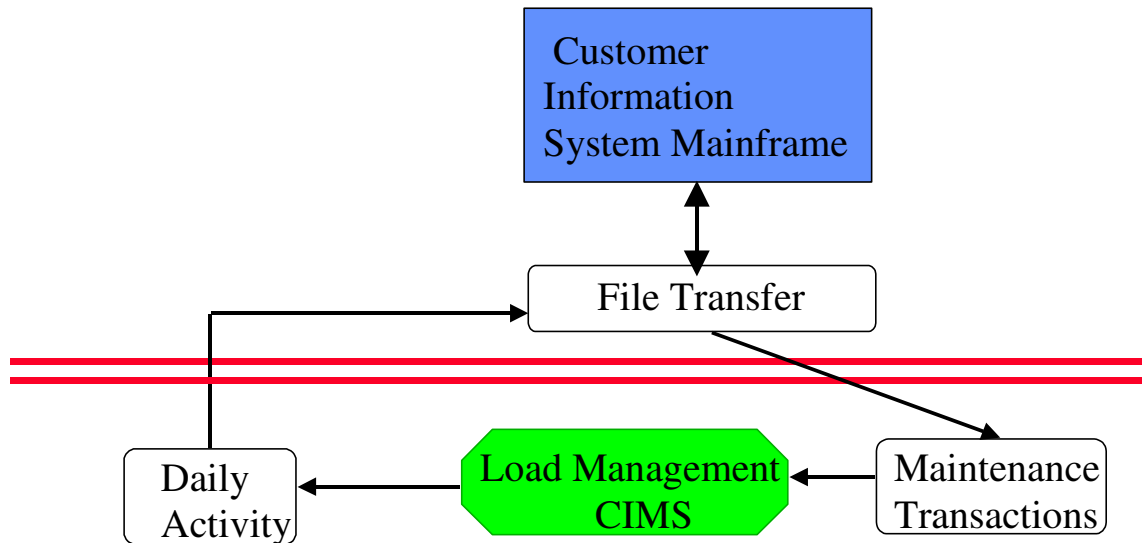 Customer
Information
System Mainframe
File Transfer
Daily
Activity
Load Management
CIMS
Maintenance
Transactions